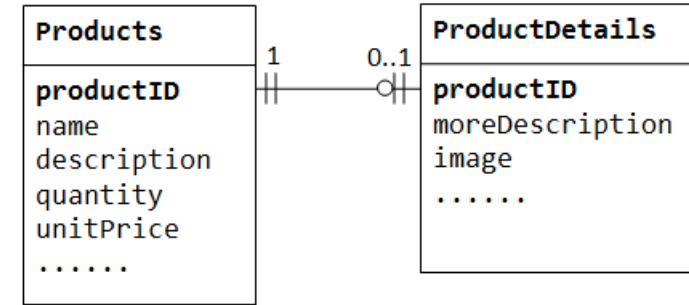 Products
productID
name
description
quantity
unitPrice
......
1
0..1
ProductDetails
productID
moreDescription
image
......